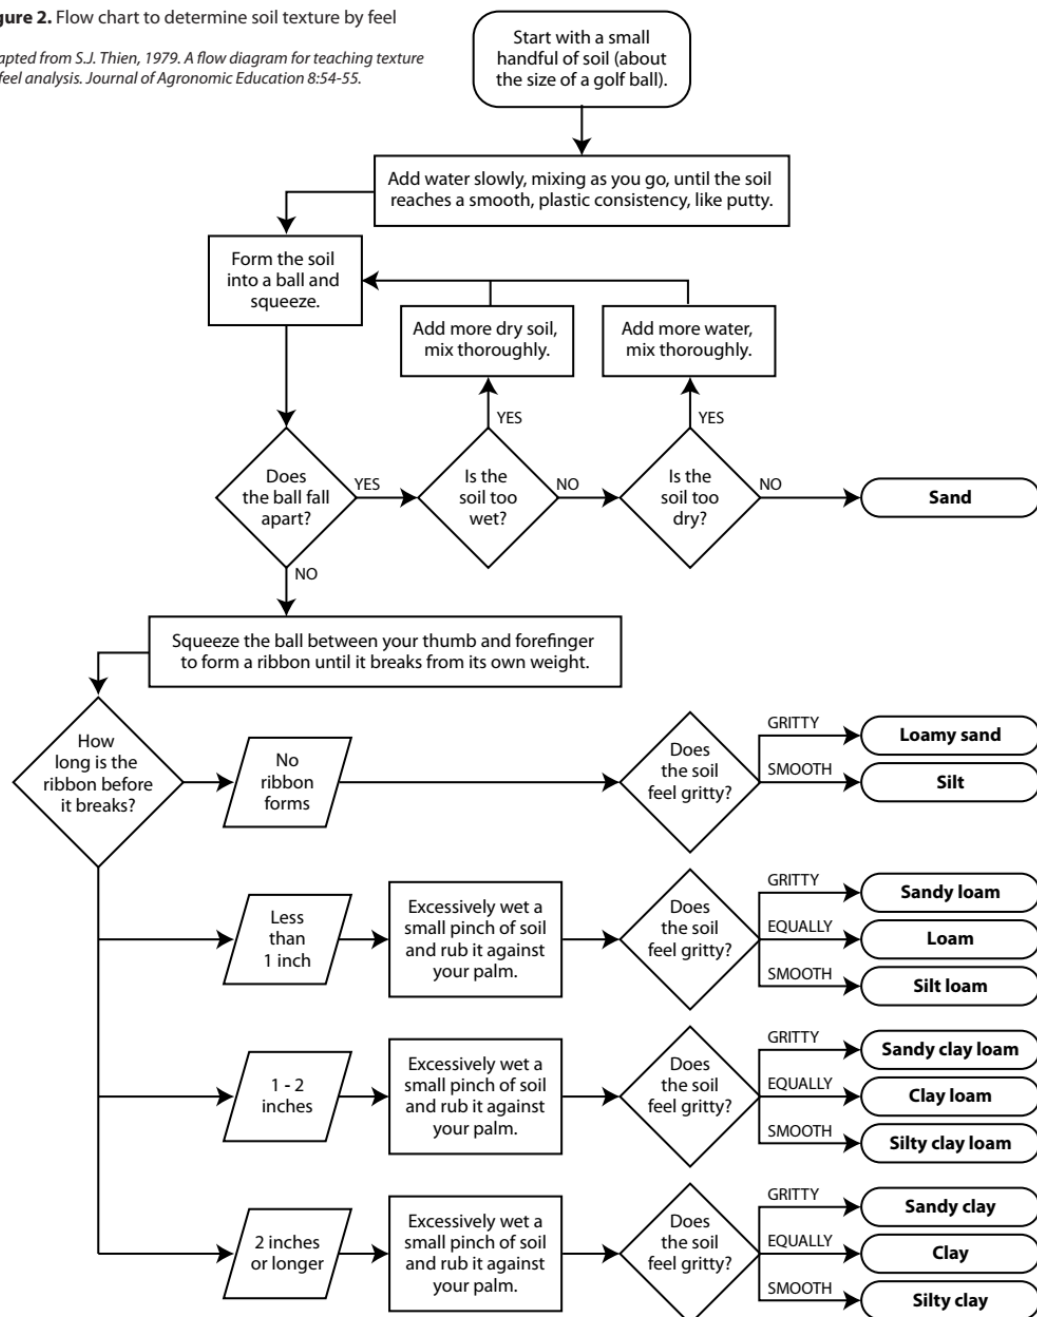 gure 2. Flow chart to determine soil texture by feel
apted from S.J. Thien, 1979. A flow diagram for teaching texture
feel analysis. Journal of Agronomic Education 8:54-55.
Start with a small
handful of soil (about
the size of a golf ball).
Add water slowly, mixing as you go, until the soil
reaches a smooth, plastic consistency, like putty.
Form the soil
into a ball and
squeeze.
Add more dry soil,
mix thoroughly.
Add more water,
mix thoroughly.
YES
YES
Does
the ball fall
apart?
YES
Is the
soil too
wet?
NO
Is the
soil too
dry?
NO
Sand
NO
Squeeze the ball between your thumb and forefinger
to form a ribbon until it breaks from its own weight.
How
long is the
ribbon before
it breaks?
No
ribbon
forms
Does
the soil
feel gritty?
GRITTY
Loamy sand
SMOOTH
Silt
Less
than
1 inch
Excessively wet a
small pinch of soil
and rub it against
your palm.
Does
the soil
feel gritty?
GRITTY
Sandy loam
EQUALLY
Loam
SMOOTH
Silt loam
1 - 2
inches
Excessively wet a
small pinch of soil
and rub it against
your palm.
Does
the soil
feel gritty?
GRITTY
Sandy clay loam
EQUALLY
Clay loam
SMOOTH
Silty clay loam
2 inches
or longer
Excessively wet a
small pinch of soil
and rub it against
your palm.
Does
the soil
feel gritty?
GRITTY
Sandy clay
EQUALLY
Clay
SMOOTH
Silty clay